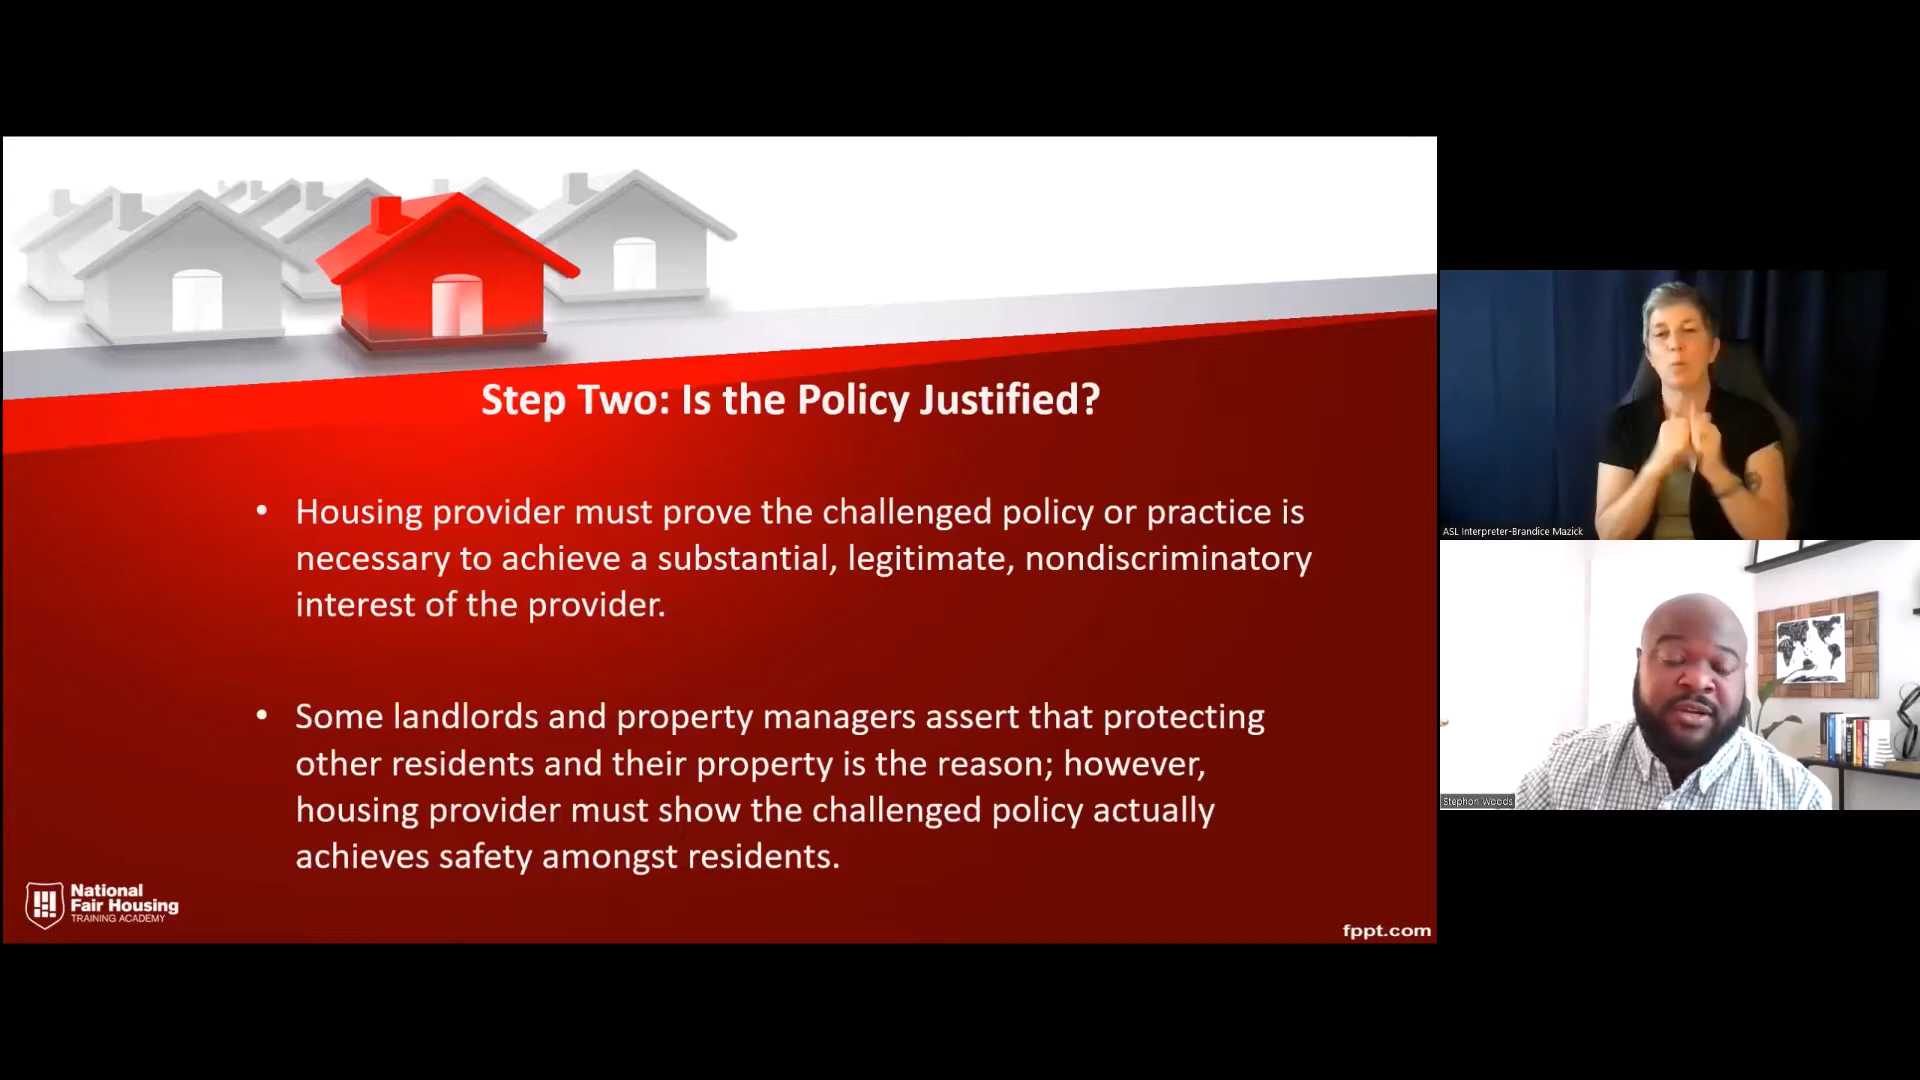 Step Two: Is the Policy Justified?
• Housing provider must prove the challenged policy or practice is
necessary to achieve a substantial, legitimate, nondiscriminatory
interest of the provider.
• Some landlords and property managers assert that protecting
other residents and their property is the reason; however,
housing provider must show the challenged policy actually
achieves safety amongst residents.
National
Fair Housing
TRAINING ACADEMY
fppt.com
ASL Interpreter-Brandice Mazick
Stephon Woods